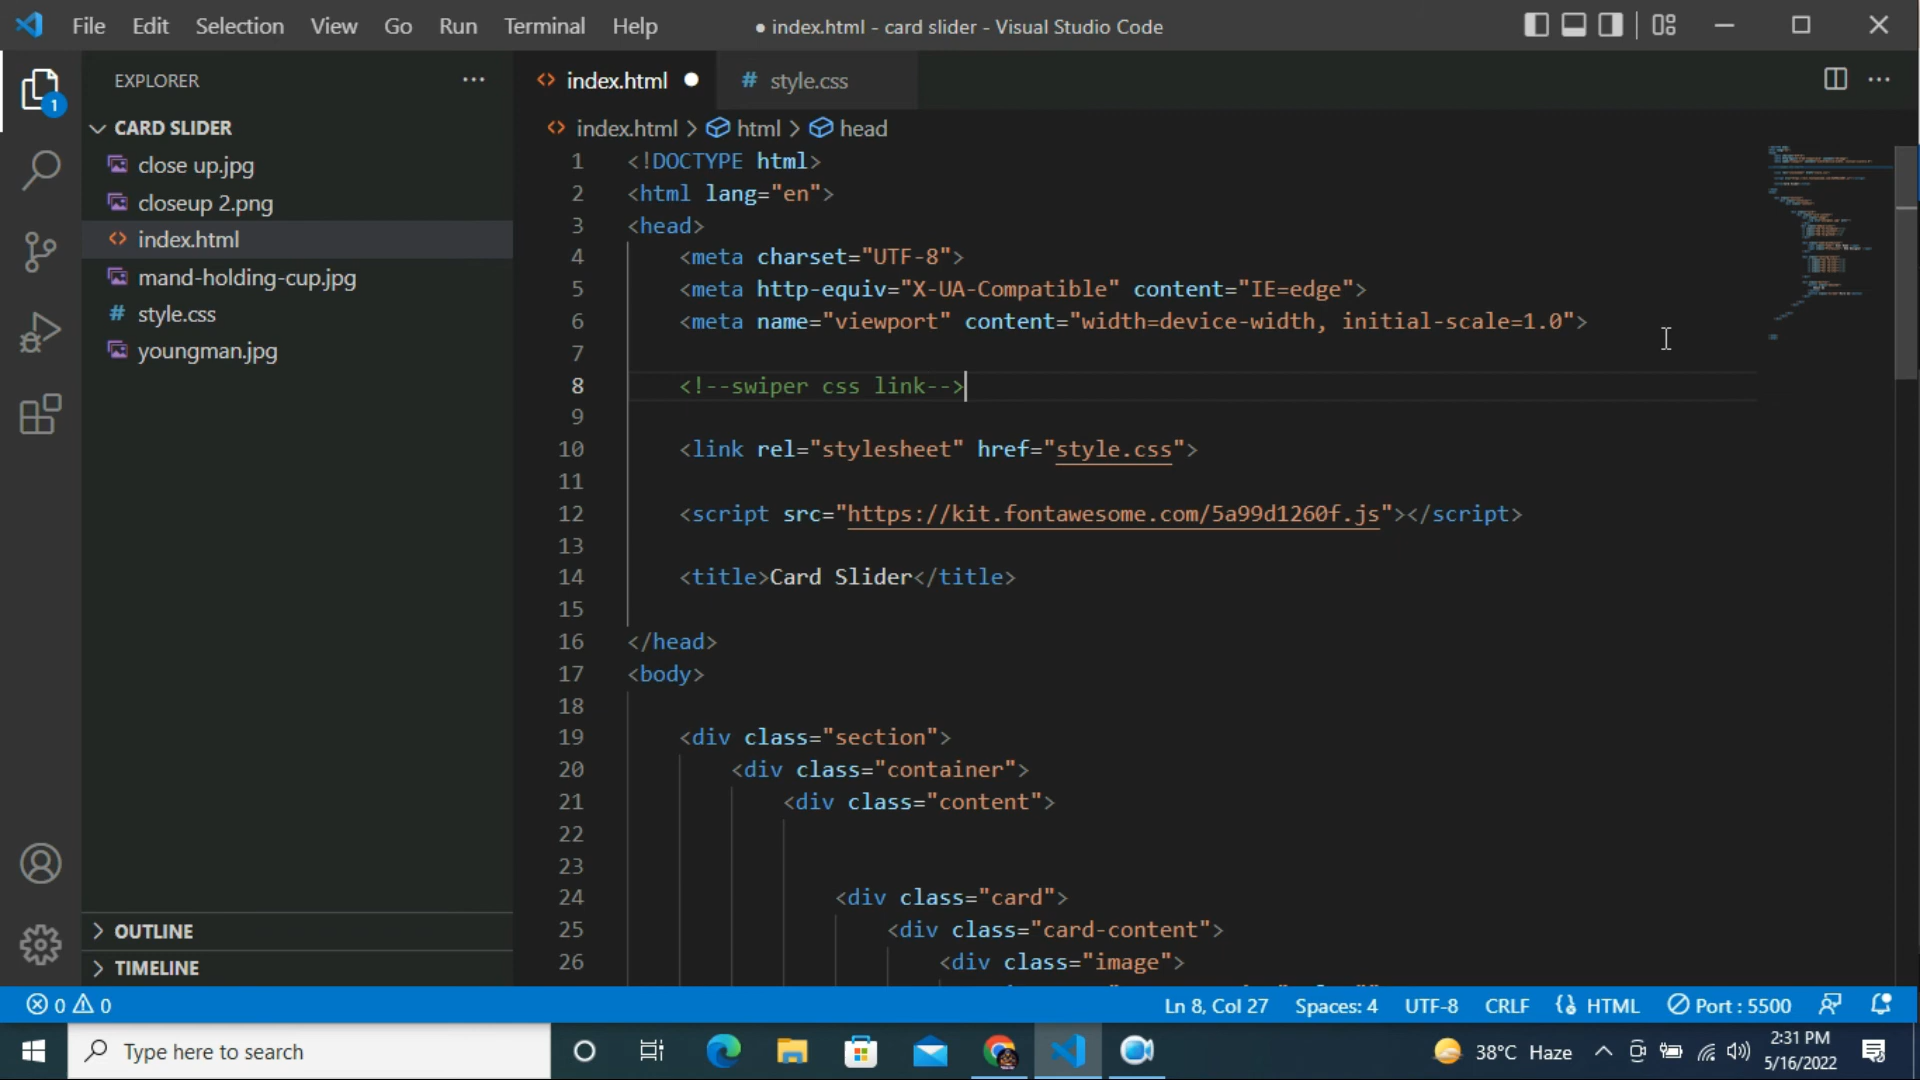 File Edit Selection View Go Run Terminal Help
● index.html - card slider - Visual Studio Code
EXPLORER
1
CARD SLIDER
close up.jpg
closeup 2.png
index.html
mand-holding-cup.jpg
style.css
youngman.jpg
OUTLINE
TIMELINE
index.html
style.css
index.html > html > head
1 <!DOCTYPE html>
2 <html lang="en">
3 <head>
4 <meta charset="UTF-8">
5 <meta http-equiv="X-UA-Compatible" content="IE=edge">
6 <meta name="viewport" content="width=device-width, initial-scale=1.0">
7
8 <!--swiper css link-->
9
10 <link rel="stylesheet" href="style.css">
11
12 <script src="https://kit.fontawesome.com/5a99d1260f.js"></script>
13
14 <title>Card Slider</title>
15
16 </head>
17 <body>
18
19 <div class="section">
20 <div class="container">
21 <div class="content">
22
23
24 <div class="card">
25 <div class="card-content">
26 <div class="image">
0 0
Ln 8, Col 27 Spaces: 4 UTF-8 CRLF HTML Port : 5500
Type here to search
38°C Haze
2:31 PM
5/16/2022